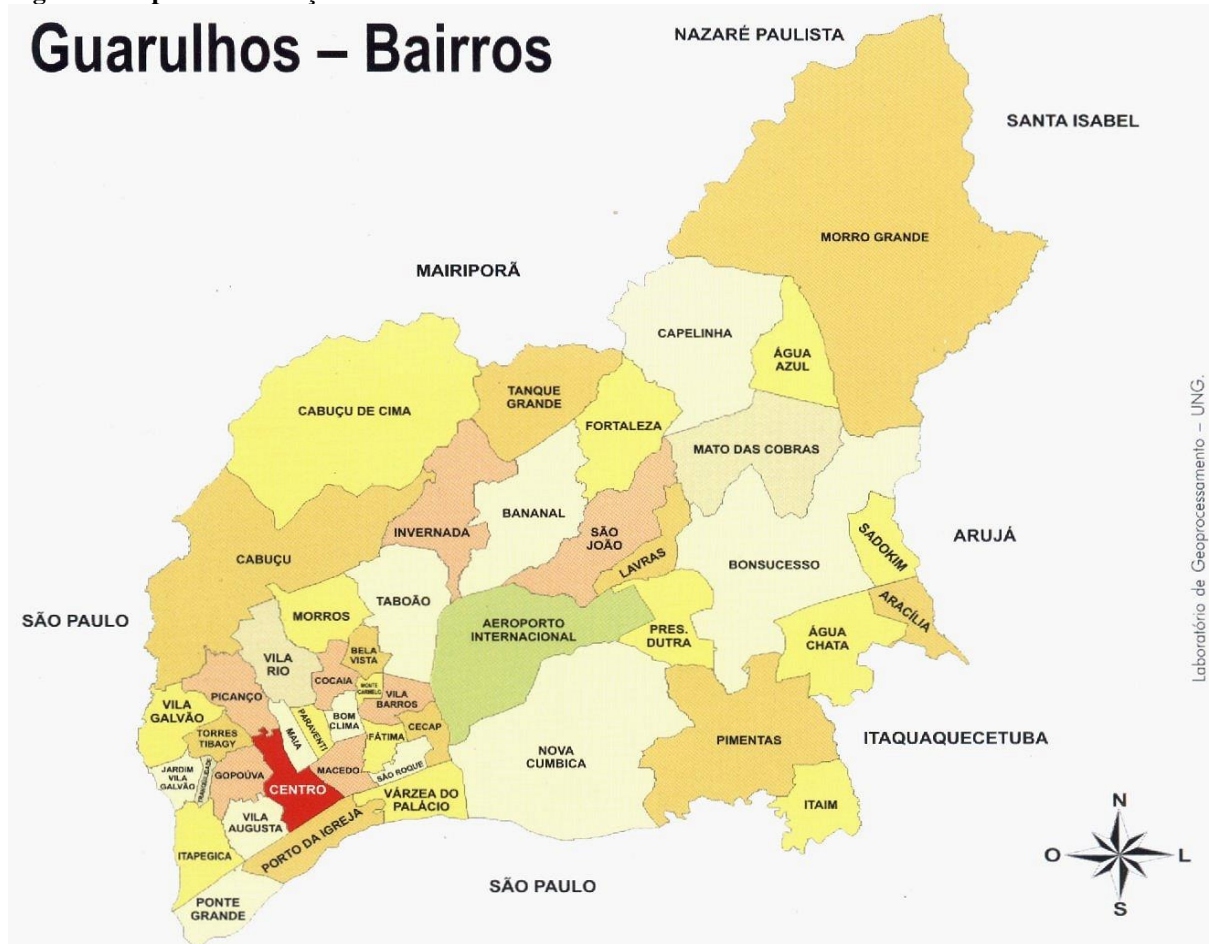 Guarulhos – Bairros
NAZARÉ PAULISTA
SANTA ISABEL
MORRO GRANDE
MAIRIPORÃ
CAPELINHA
ÁGUA
AZUL
TANQUE
GRANDE
CABUÇU DE CIMA
FORTALEZA
MATO DAS COBRAS
BANANAL
INVERNADA
SÃO
JOÃO
LAVRAS
BONSUCESSO
SADOKIM
ARUJÁ
CABUÇU
ARACÍLIA
TABOÃO
MORROS
SÃO PAULO
AEROPORTO
INTERNACIONAL
PRES.
DUTRA
ÁGUA
CHATA
VILA
RIO
BELA
VISTA
COCAIA
MONTE
CARMELO
PICANÇO
VILA
BARROS
VILA
GALVÃO
PARAVENTI
BOM
CLIMA
MAIA
FÁTIMA
CECAP
TORRES
TIBAGY
NOVA
CUMBICA
PIMENTAS
ITAQUAQUECETUBA
JARDIM
VILA
GALVÃO
TRANQUILIDADE
GOPOÚVA
MACEDO
SÃO ROQUE
CENTRO
VÁRZEA DO
PALÁCIO
ITAIM
VILA
AUGUSTA
PORTO DA IGREJA
ITAPEGICA
PONTE
GRANDE
SÃO PAULO
N
O
L
S
Laboratório de Geoprocessamento – UNG.